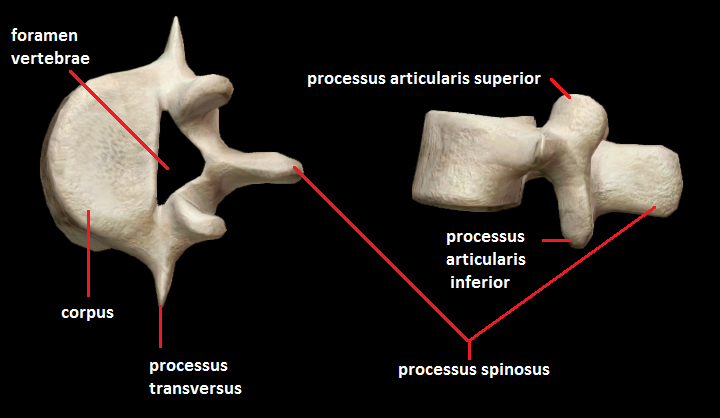 foramen
vertebrae
processus articularis superior
processus
articularis
inferior
corpus
processus
transversus
processus spinosus